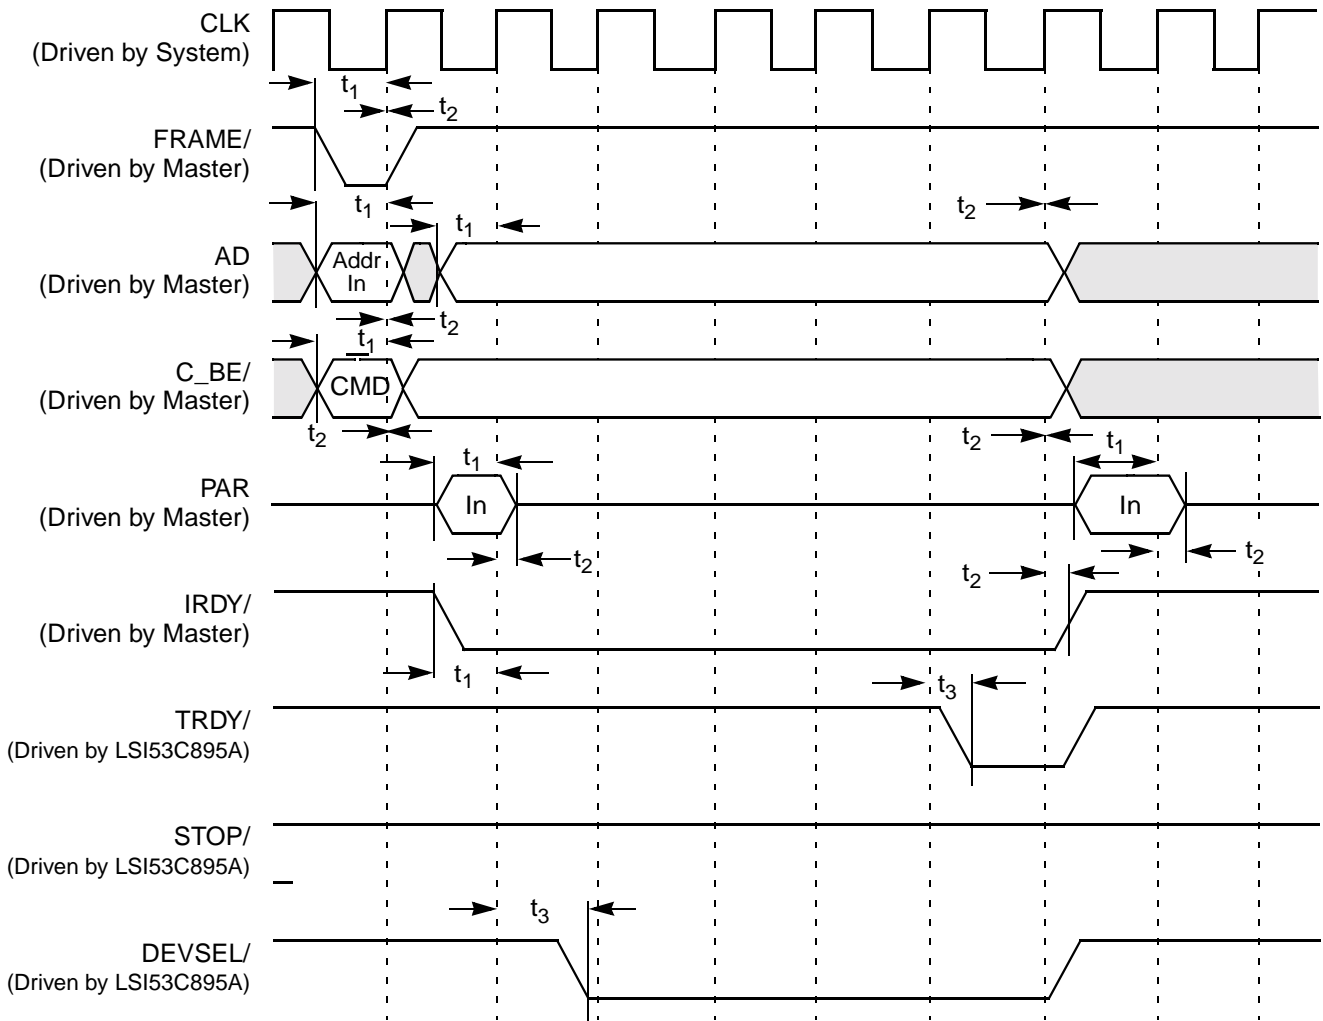 CLK
(Driven by System)
t1
t2
FRAME/
(Driven by Master)
t1
t1
t2
AD
(Driven by Master)
Addr
In
t2
t1
C_BE/
(Driven by Master)
CMD
t2
t2
t1
t1
PAR
(Driven by Master)
In
In
t2
t2
t2
IRDY/
(Driven by Master)
t1
t3
TRDY/
(Driven by LSI53C895A)
STOP/
(Driven by LSI53C895A)
t3
DEVSEL/
(Driven by LSI53C895A)